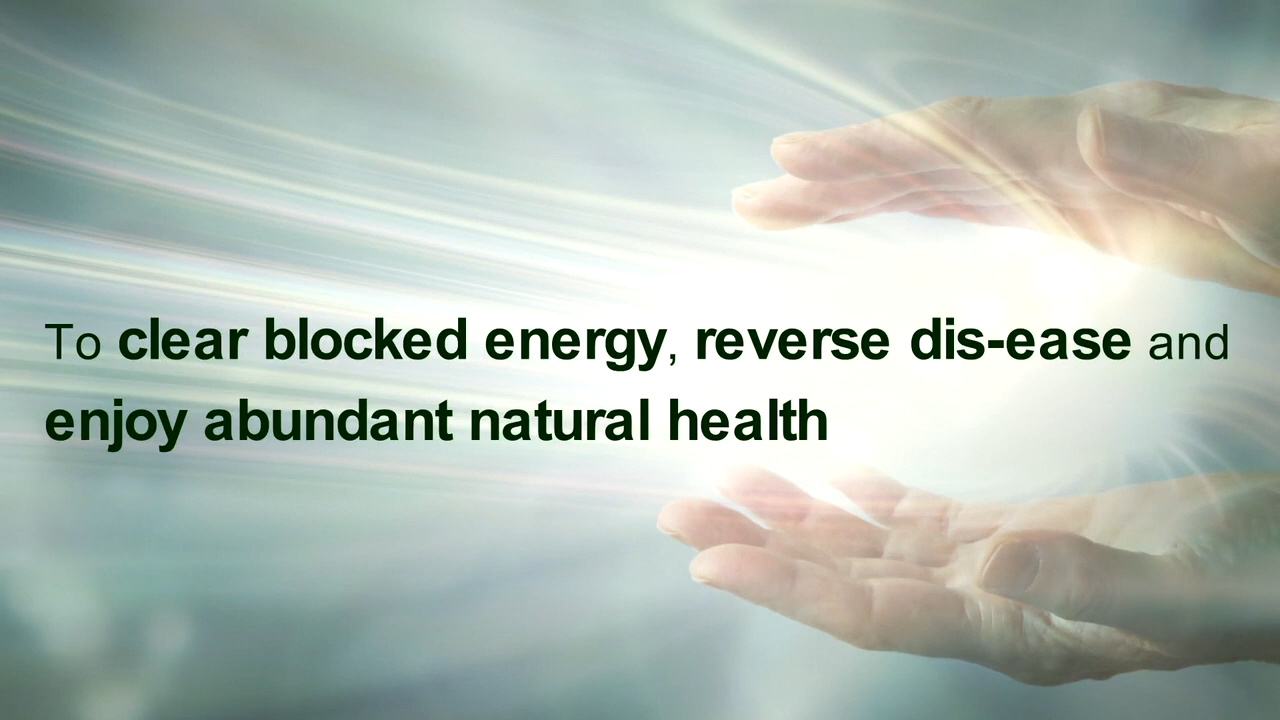 To clear blocked energy, reverse dis-ease and
enjoy abundant natural health